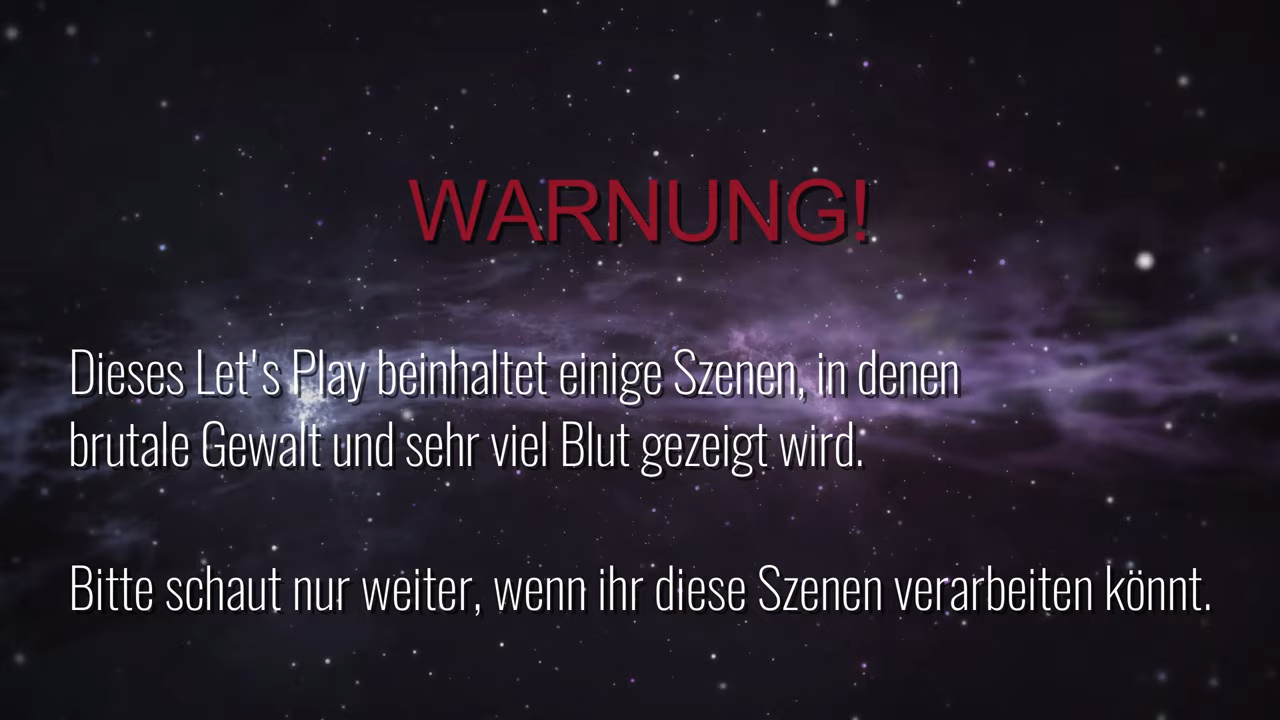 WARNUNG!
Dieses Let's Play beinhaltet einige Szenen, in denen
brutale Gewalt und sehr viel Blut gezeigt wird.
Bitte schaut nur weiter, wenn ihr diese Szenen verarbeiten könnt.